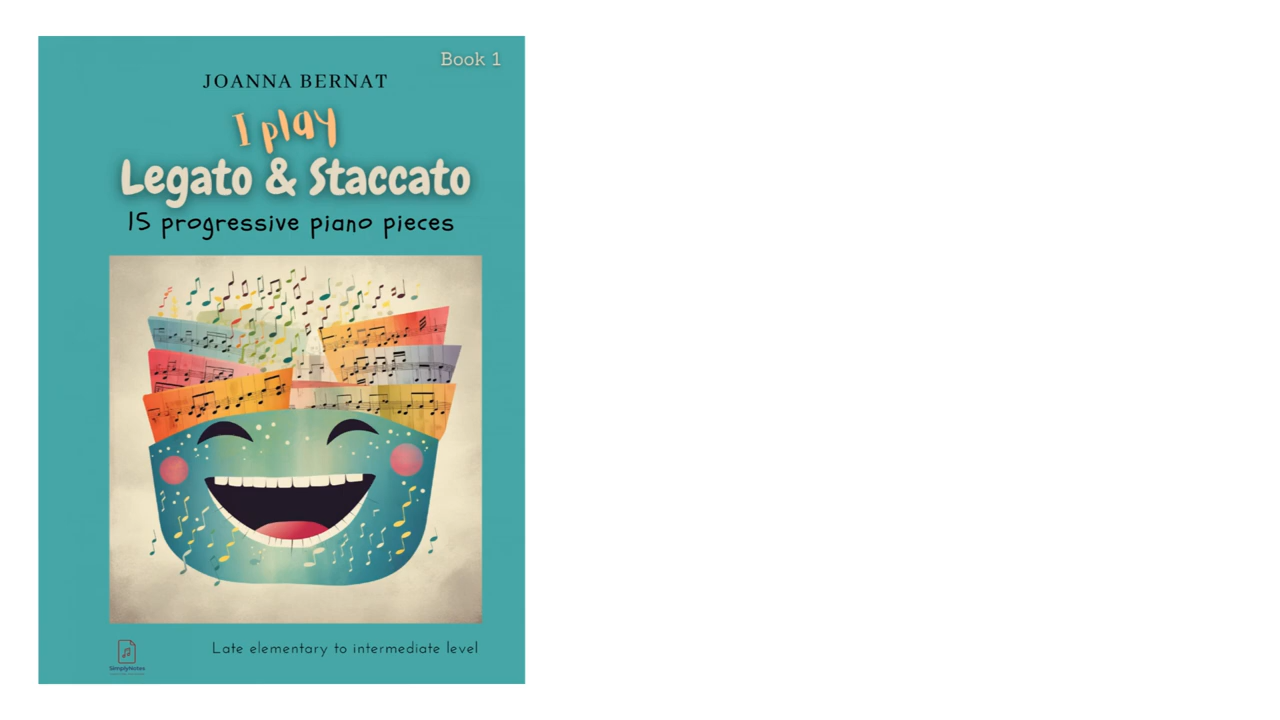 Book 1
JOANNA BERNAT
I play
Legato & Staccato
15 progressive piano pieces
Late elementary to intermediate level
SimplyNotes